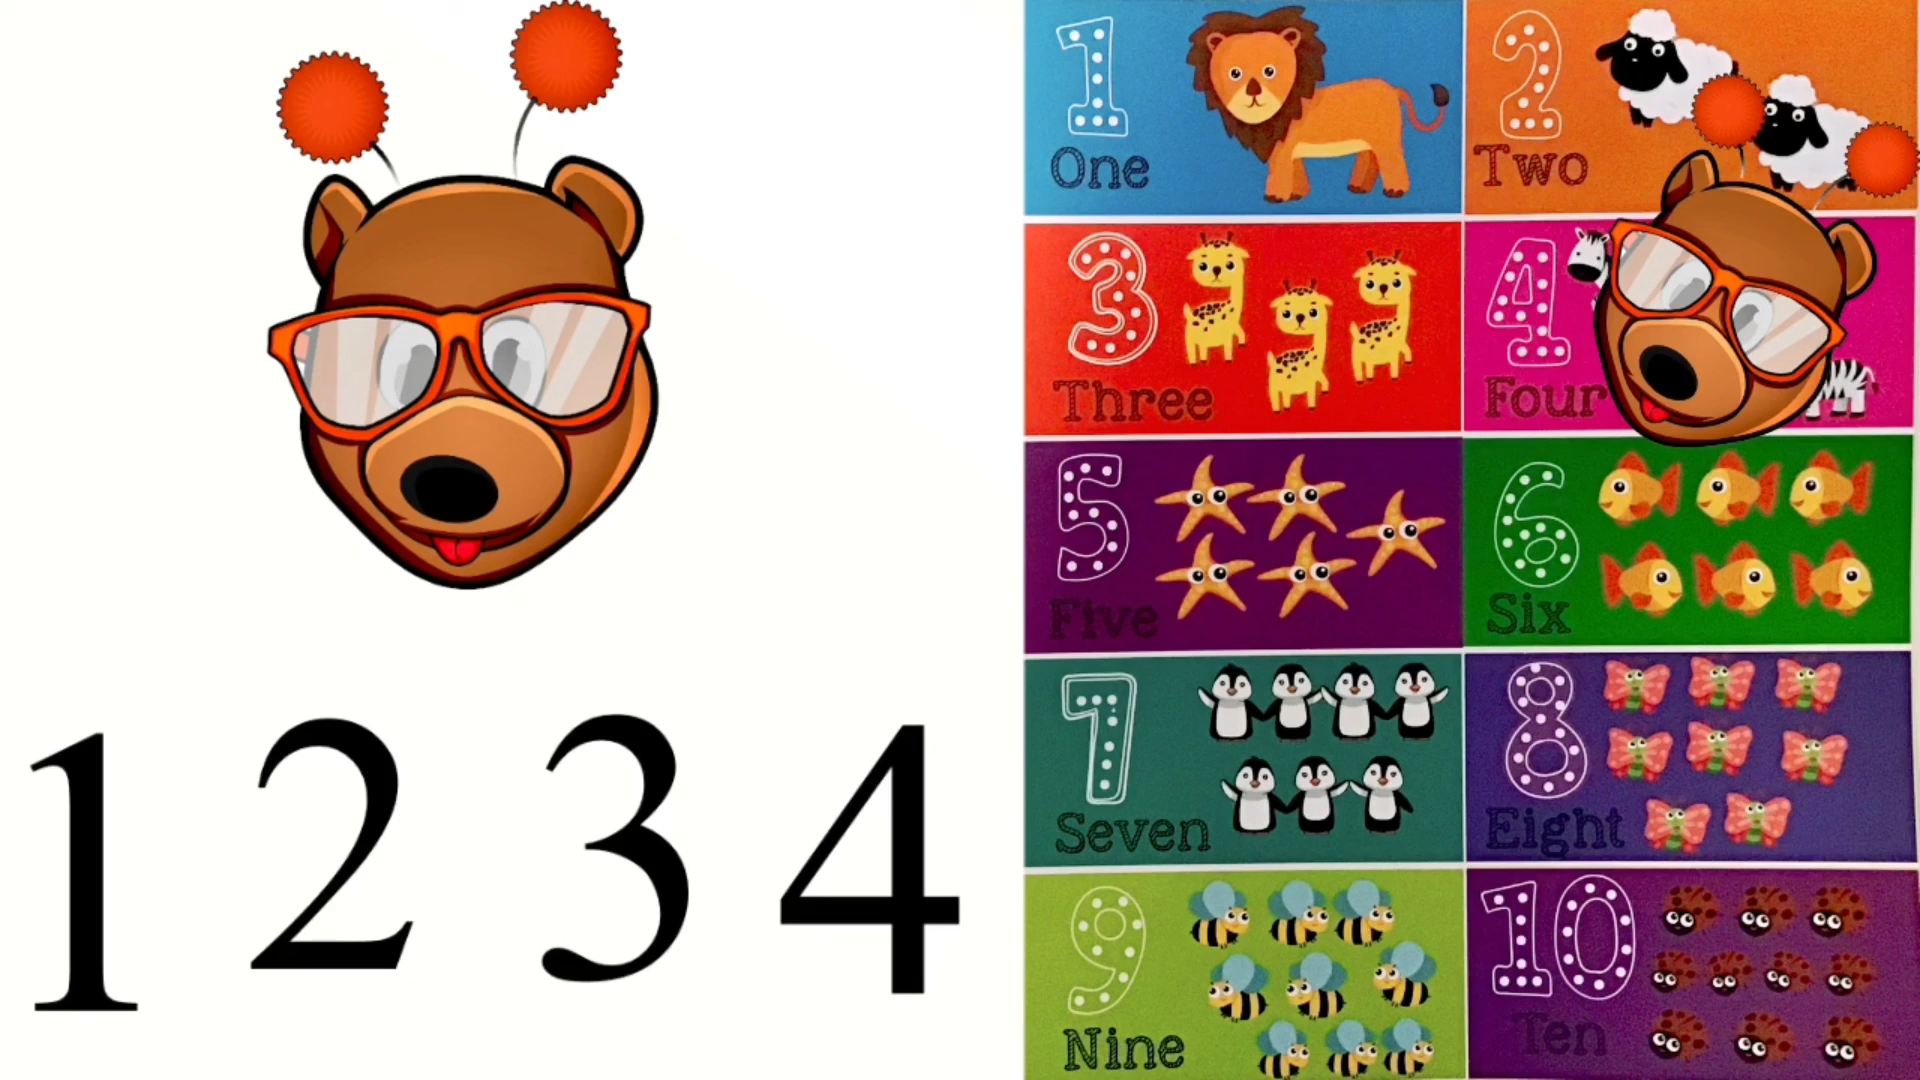 1 2 3 4
1
One
2
Two
3
Three
4
Four
5
Five
6
Six
7
Seven
8
Eight
9
Nine
10
Ten